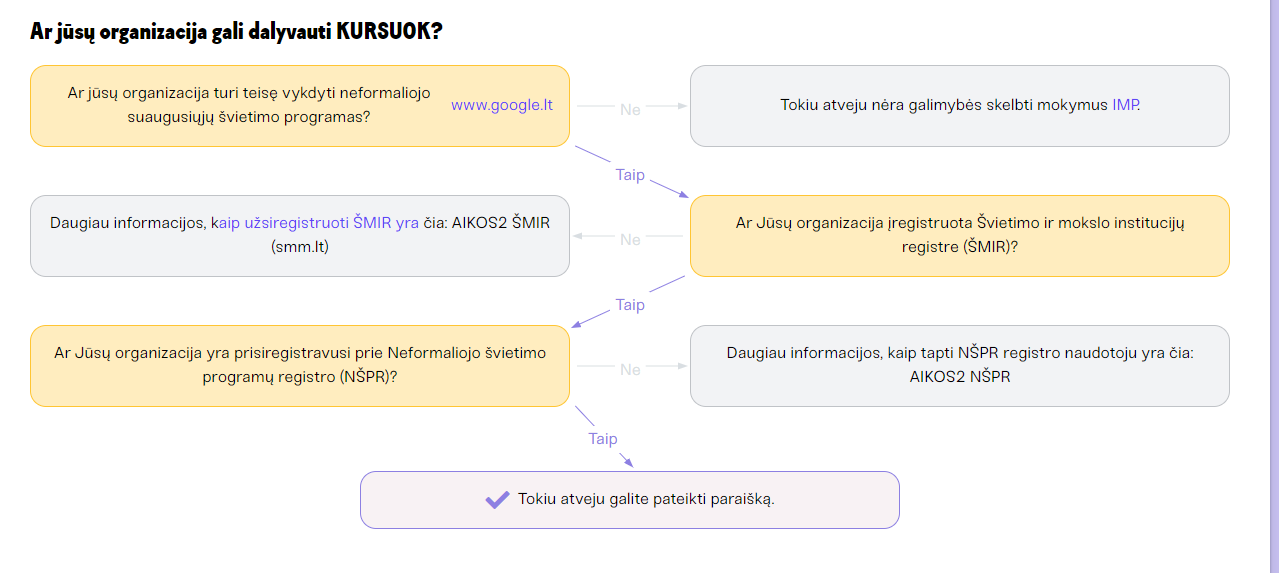 Ar jūsų organizacija gali dalyvauti KURSUOK?
Ar jūsų organizacija turi teisę vykdyti neformaliojo
suaugusiųjų švietimo programas?
www.google.lt
Ne
Tokiu atveju nėra galimybės skelbti mokymus IMP.
Taip
Daugiau informacijos, kaip užsiregistruoti ŠMIR yra čia: AIKOS2 ŠMIR
(smm.lt)
Ne
Ar Jūsų organizacija įregistruota Švietimo ir mokslo institucijų
registre (ŠMIR)?
Taip
Ar Jūsų organizacija yra prisiregistravusi prie Neformaliojo švietimo
programų registro (NŠPR)?
Ne
Daugiau informacijos, kaip tapti NŠPR registro naudotoju yra čia:
AIKOS2 NŠPR
Taip
Tokiu atveju galite pateikti paraišką.